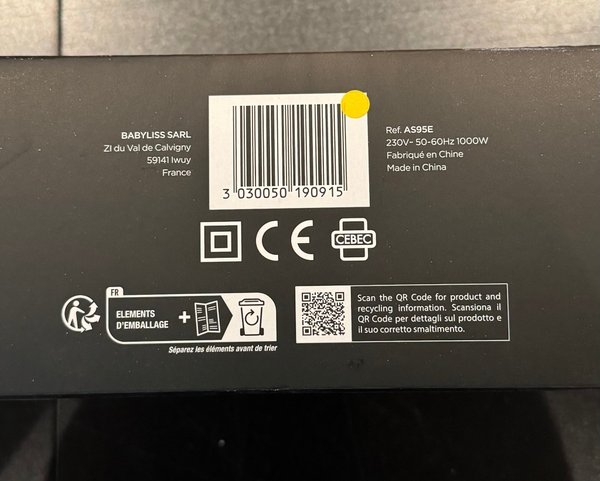 BABYLISS SARL
ZI du Val de Calvigny
59141 Iwuy
France
3 030050 190915
Ref. AS95E
230V~ 50-60Hz 1000W
Fabriqué en Chine
Made in China
CE
CEBEC
FR
ELEMENTS
D'EMBALLAGE
+
Séparez les éléments avant de trier
Scan the QR Code for product and
recycling information. Scansiona il
QR Code per dettagli sul prodotto e
il suo corretto smaltimento.